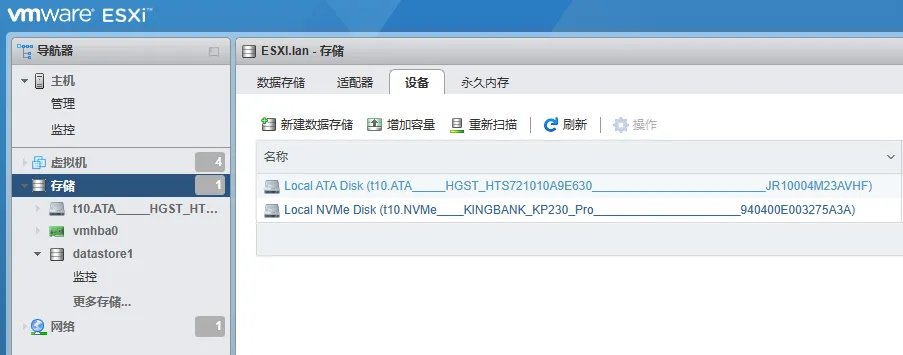 vmware ESXi
导航器
主机
管理
监控
虚拟机 4
存储 1
t10.ATA_____HGST_HT...
vmhba0
datastore1
监控
更多存储...
网络 1
ESXI.lan - 存储
数据存储 适配器 设备 永久内存
新建数据存储 增加容量 重新扫描 刷新 操作
名称
Local ATA Disk (t10.ATA_____HGST_HTS721010A9E630__________________________JR10004M23AVHF)
Local NVMe Disk (t10.NVMe____KINGBANK_KP230_Pro______________________940400E003275A3A)